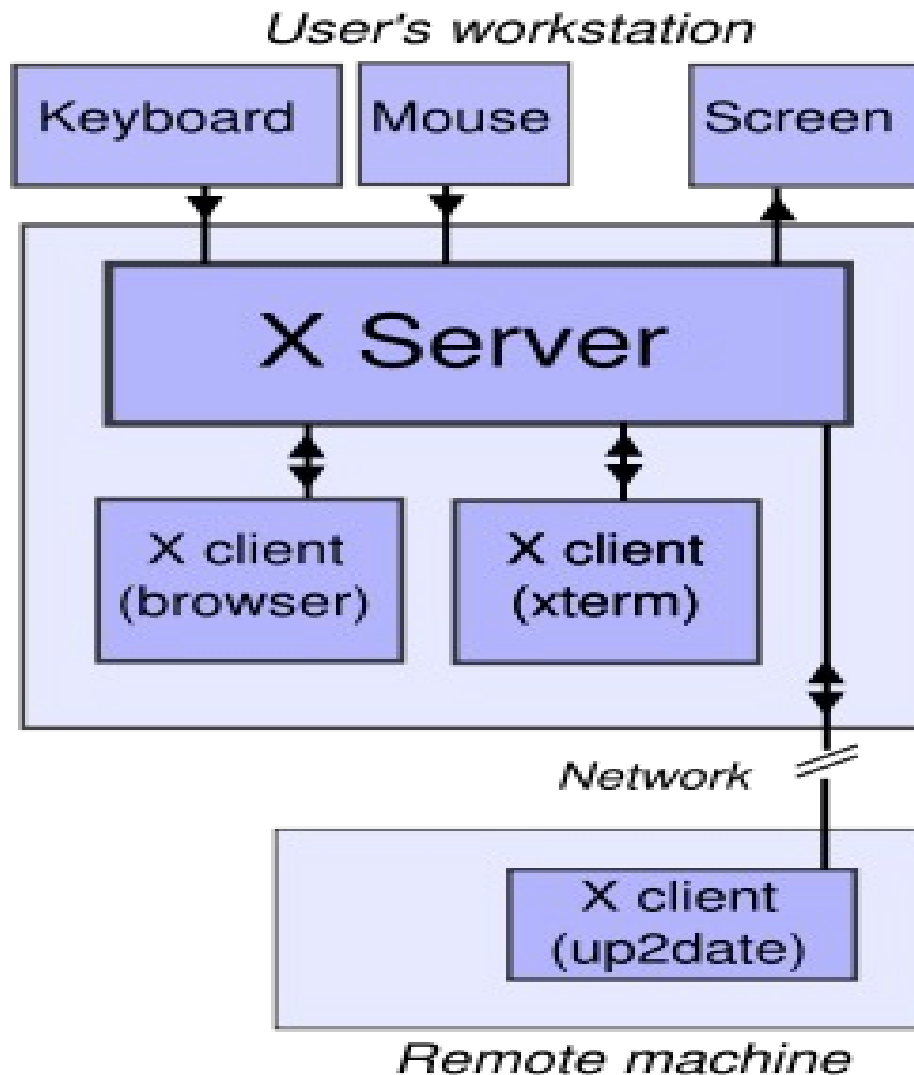 User's workstation
Keyboard
Mouse
Screen
X Server
X client
(browser)
X client
(xterm)
Network
X client
(up2date)
Remote machine